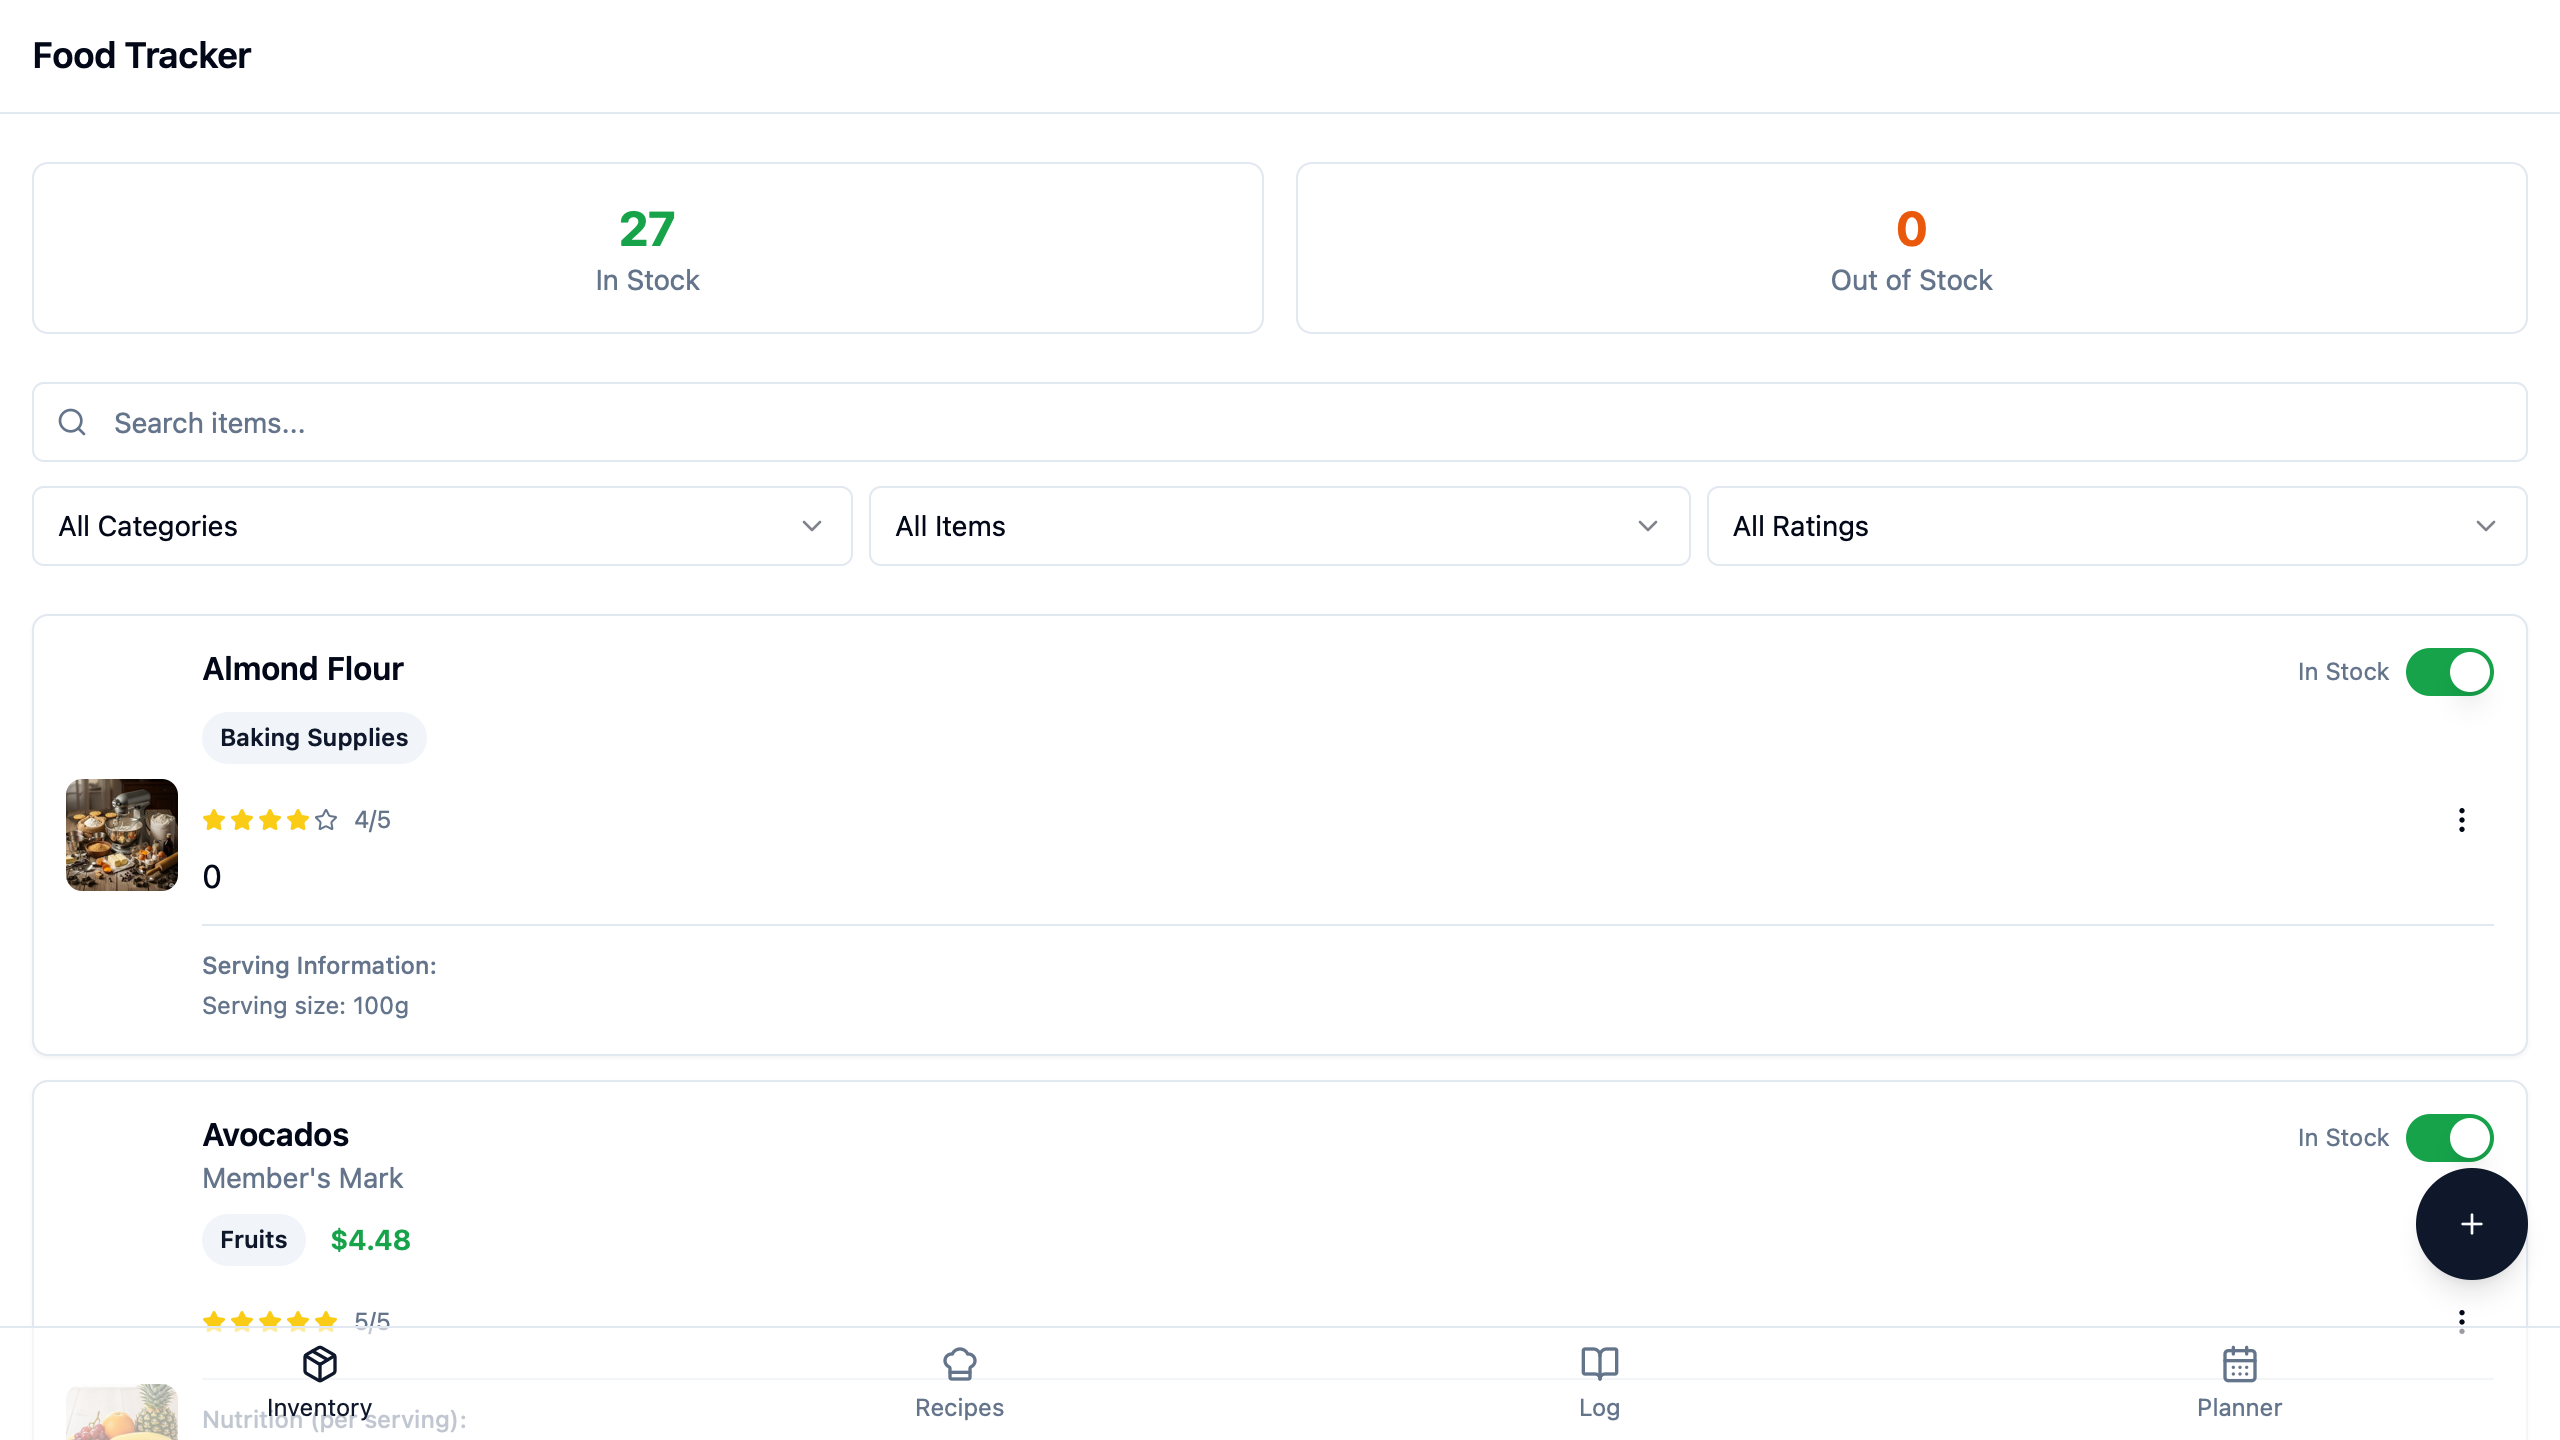 Food Tracker
27
In Stock
0
Out of Stock
Search items...
All Categories
All Items
All Ratings
Almond Flour
In Stock
Baking Supplies
4/5
0
Serving Information:
Serving size: 100g
Avocados
In Stock
Member's Mark
Fruits
$4.48
5/5
Nutrition (per serving):
Inventory
Recipes
Log
Planner